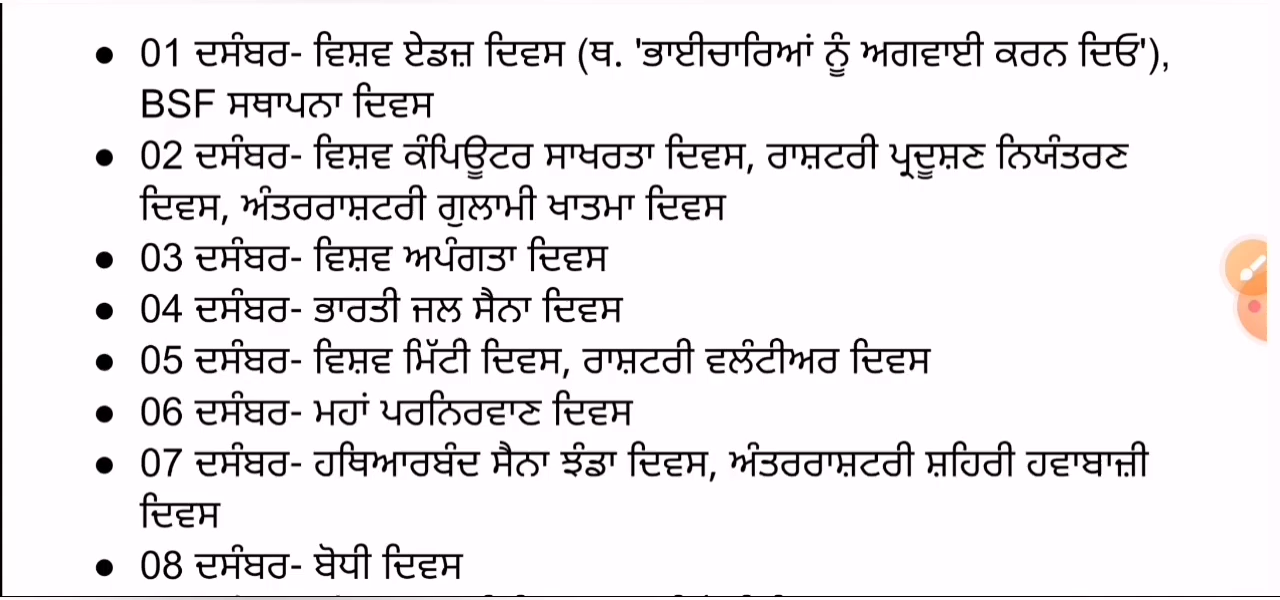 ● 01 ਦਸੰਬਰ- ਵਿਸ਼ਵ ਏਡਜ਼ ਦਿਵਸ (ਥ. 'ਭਾਈਚਾਰਿਆਂ ਨੂੰ ਅਗਵਾਈ ਕਰਨ ਦਿਓ'),
BSF ਸਥਾਪਨਾ ਦਿਵਸ
● 02 ਦਸੰਬਰ- ਵਿਸ਼ਵ ਕੰਪਿਊਟਰ ਸਾਖਰਤਾ ਦਿਵਸ, ਰਾਸ਼ਟਰੀ ਪ੍ਰਦੂਸ਼ਣ ਨਿਯੰਤਰਣ
ਦਿਵਸ, ਅੰਤਰਰਾਸ਼ਟਰੀ ਗੁਲਾਮੀ ਖਾਤਮਾ ਦਿਵਸ
● 03 ਦਸੰਬਰ- ਵਿਸ਼ਵ ਅਪੰਗਤਾ ਦਿਵਸ
● 04 ਦਸੰਬਰ- ਭਾਰਤੀ ਜਲ ਸੈਨਾ ਦਿਵਸ
● 05 ਦਸੰਬਰ- ਵਿਸ਼ਵ ਮਿੱਟੀ ਦਿਵਸ, ਰਾਸ਼ਟਰੀ ਵਲੰਟੀਅਰ ਦਿਵਸ
● 06 ਦਸੰਬਰ- ਮਹਾਂ ਪਰਨਿਰਵਾਣ ਦਿਵਸ
● 07 ਦਸੰਬਰ- ਹਥਿਆਰਬੰਦ ਸੈਨਾ ਝੰਡਾ ਦਿਵਸ, ਅੰਤਰਰਾਸ਼ਟਰੀ ਸ਼ਹਿਰੀ ਹਵਾਬਾਜ਼ੀ
ਦਿਵਸ
● 08 ਦਸੰਬਰ- ਬੋਧੀ ਦਿਵਸ